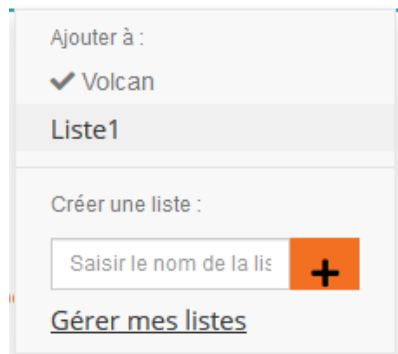 Ajouter à :
✔ Volcan
Liste1
Créer une liste :
Saisir le nom de la lis
Gérer mes listes